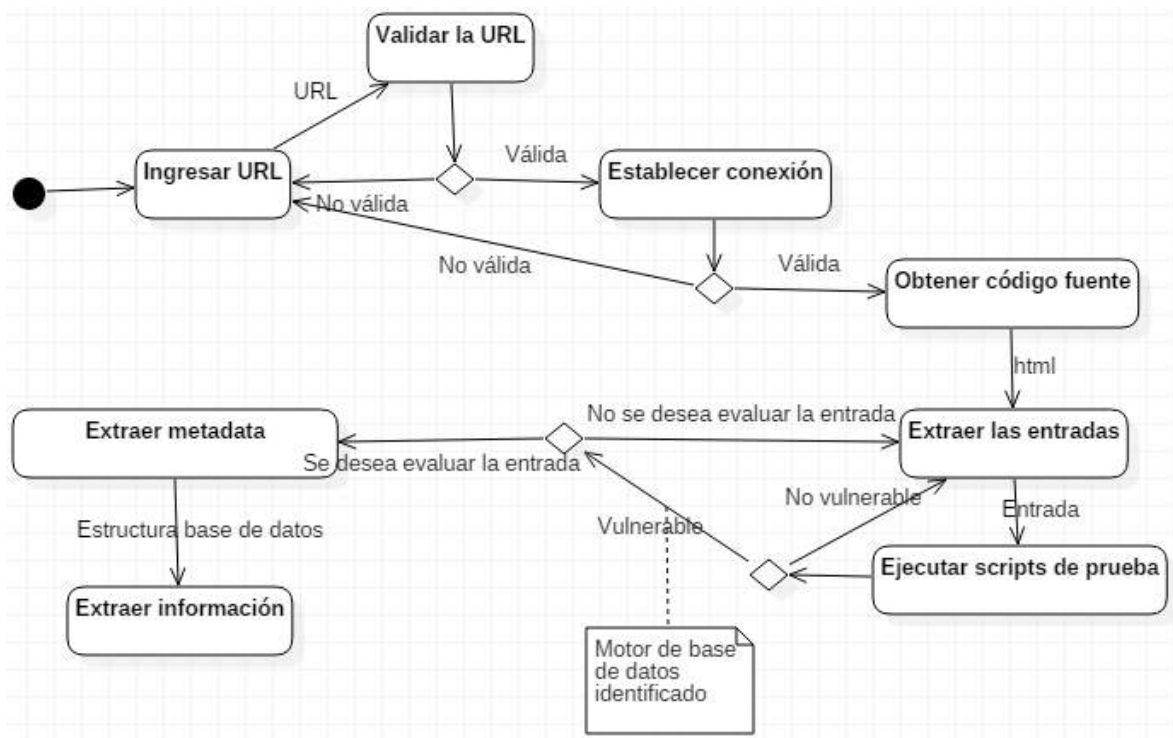 Validar la URL
URL
Ingresar URL
Válida
Establecer conexión
No válida
No válida
Válida
Obtener código fuente
html
Extraer metadata
No se desea evaluar la entrada
Extraer las entradas
Se desea evaluar la entrada
No vulnerable
Entrada
Estructura base de datos
Vulnerable
Ejecutar scripts de prueba
Extraer información
Motor de base
de datos
identificado